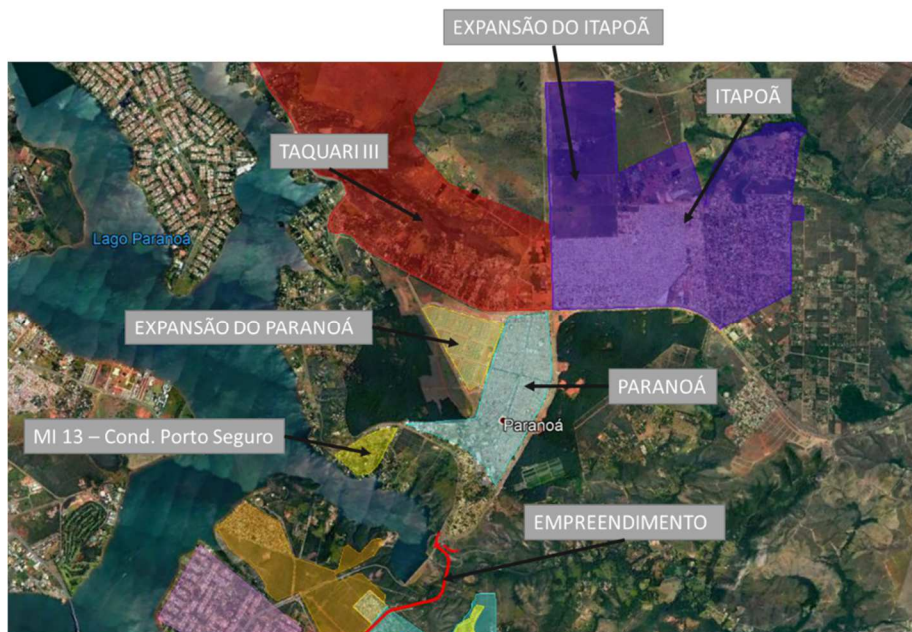 EXPANSÃO DO ITAPOÃ
ITAPOÃ
TAQUARI III
Lago Paranoá
EXPANSÃO DO PARANOÁ
PARANOÁ
Paranoá
MI 13 – Cond. Porto Seguro
EMPREENDIMENTO